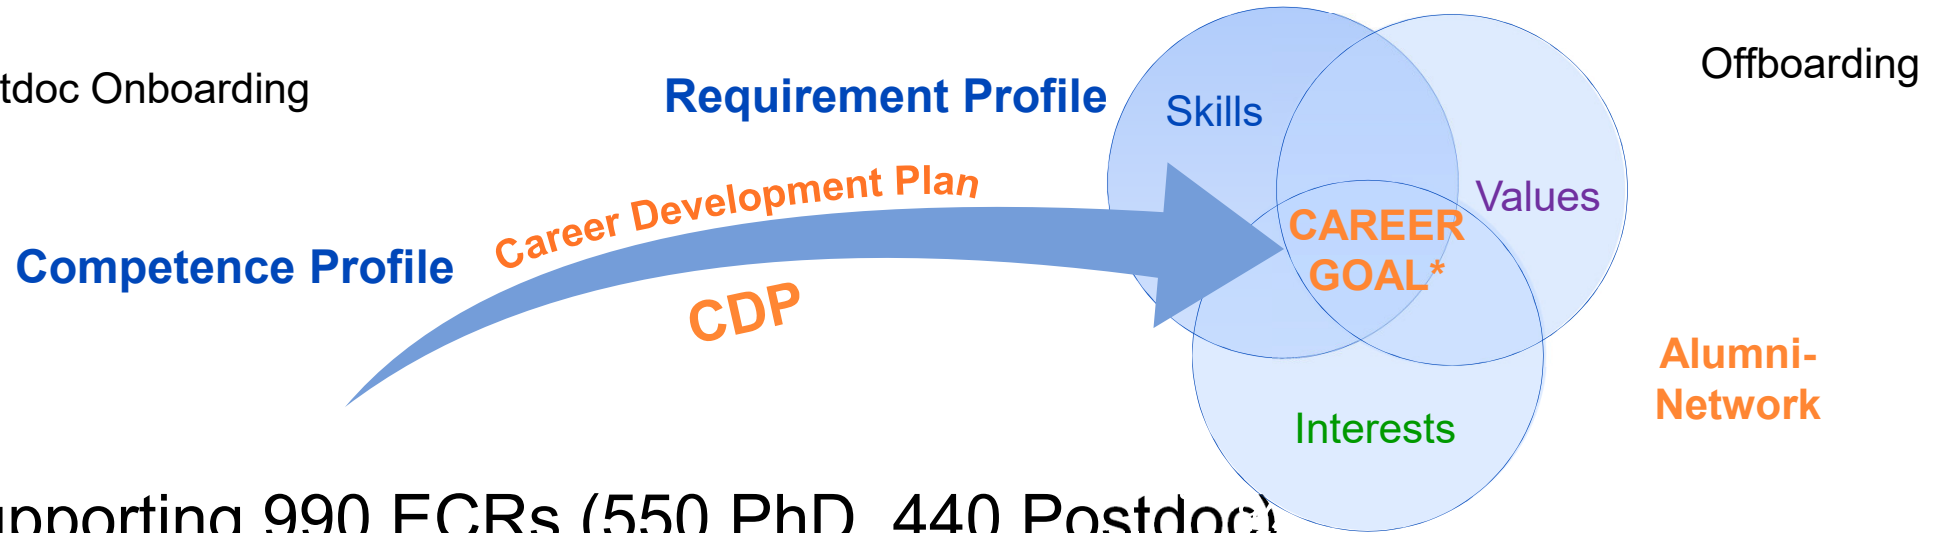 tdoc Onboarding
Requirement Profile
Skills
Offboarding
Career Development Plan
Values
CAREER
GOAL*
Competence Profile
CDP
Alumni-
Network
Interests
upporting 990 ECRs (550 PhD, 440 Postdoc)